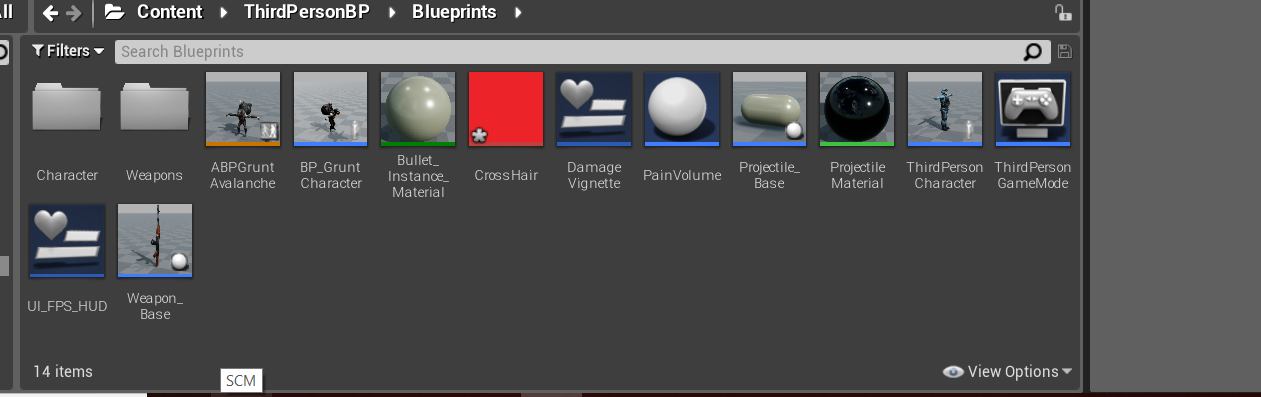 Content ThirdPersonBP Blueprints
Filters Search Blueprints
Character
Weapons
ABPGrunt
Avalanche
BP_Grunt
Character
Bullet_
Instance_
Material
CrossHair
Damage
Vignette
PainVolume
Projectile_
Base
Projectile
Material
ThirdPerson
Character
ThirdPerson
GameMode
UI_FPS_HUD
Weapon_
Base
14 items
View Options
SCM